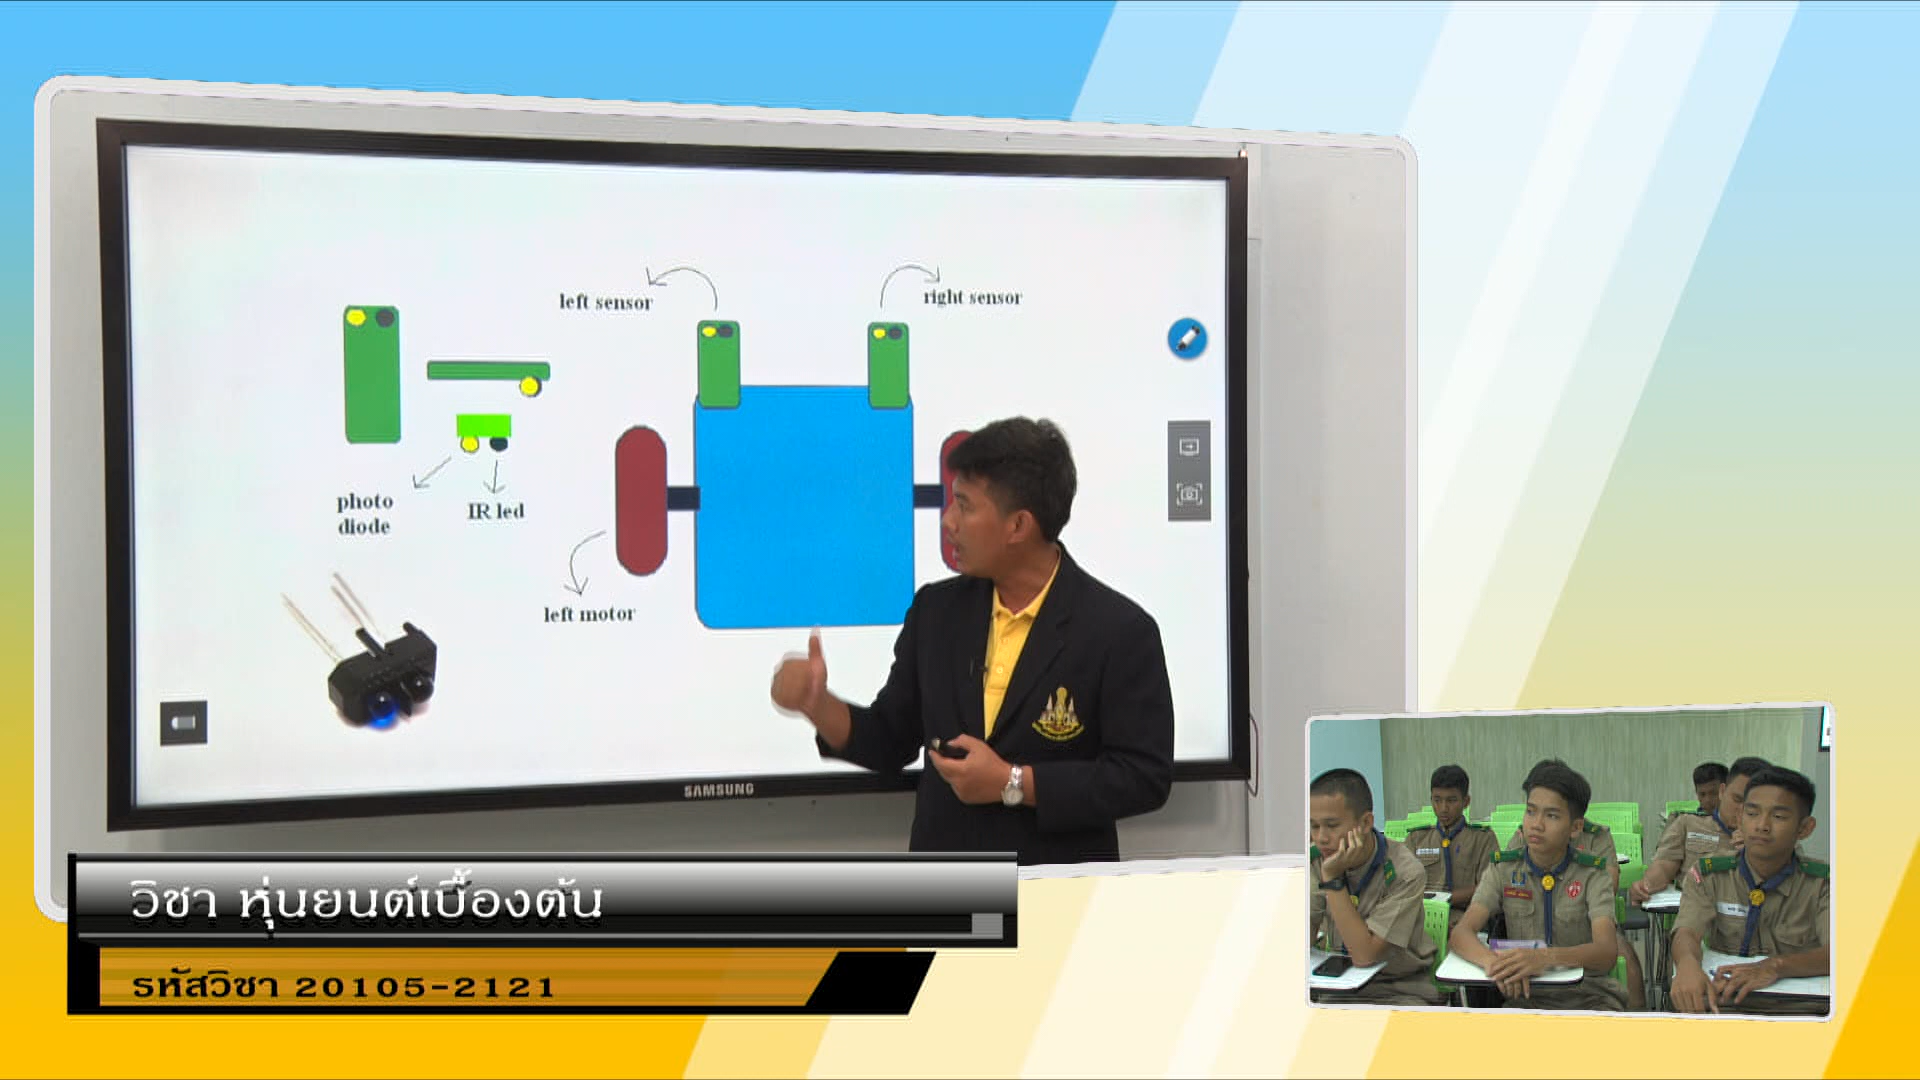 left sensor
right sensor
photo
diode
IR led
left motor
SAMSUNG
วิชา หุ่นยนต์เบื้องต้น
รหัสวิชา 20105-2121